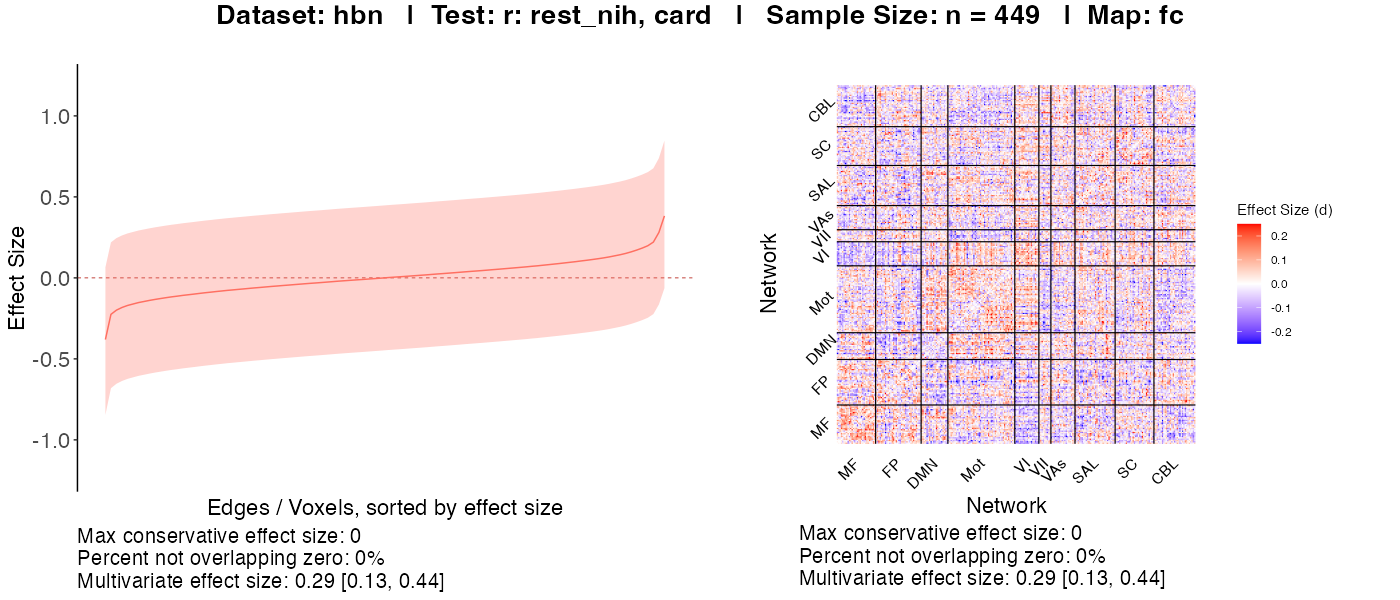 Dataset: hbn | Test: r: rest_nih, card | Sample Size: n = 449 | Map: fc
Effect Size
1.0
0.5
0.0
-0.5
-1.0
Edges / Voxels, sorted by effect size
Max conservative effect size: 0
Percent not overlapping zero: 0%
Multivariate effect size: 0.29 [0.13, 0.44]
Network
CBL
SC
SAL
VAs
VII
VI
Mot
DMN
FP
MF
MF FP DMN Mot VI VII VAs SAL SC CBL
Network
Max conservative effect size: 0
Percent not overlapping zero: 0%
Multivariate effect size: 0.29 [0.13, 0.44]
Effect Size (d)
0.2
0.1
0.0
-0.1
-0.2